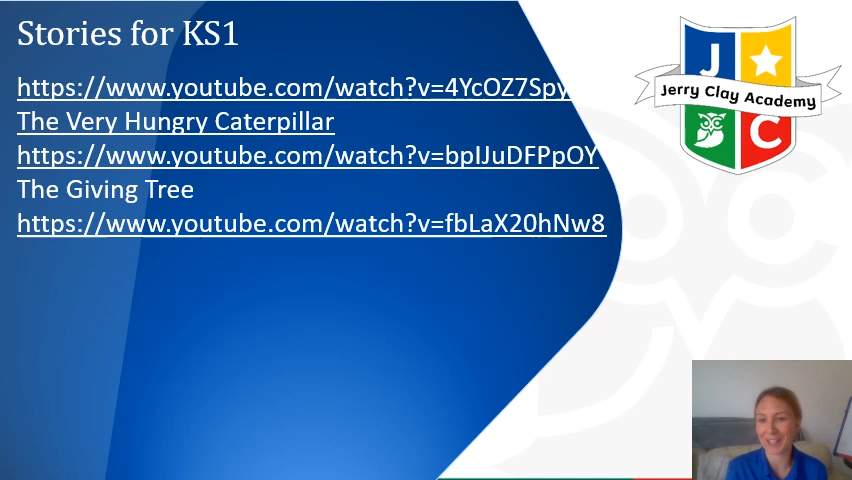 Stories for KS1
https://www.youtube.com/watch?v=4YcOZ7Spy
The Very Hungry Caterpillar
https://www.youtube.com/watch?v=bpIJuDFPpOY
The Giving Tree
https://www.youtube.com/watch?v=fbLaX20hNw8
J
Jerry Clay Academy
C